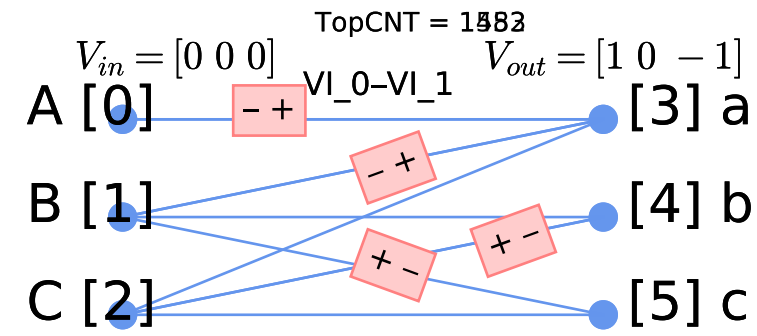 TopCNT =
V_in = [0 0 0]
V_out = [1 0 −1]
VI_0–VI_1
A [0]
− +
[3] a
− +
B [1]
[4] b
+ −
+ −
C [2]
[5] c